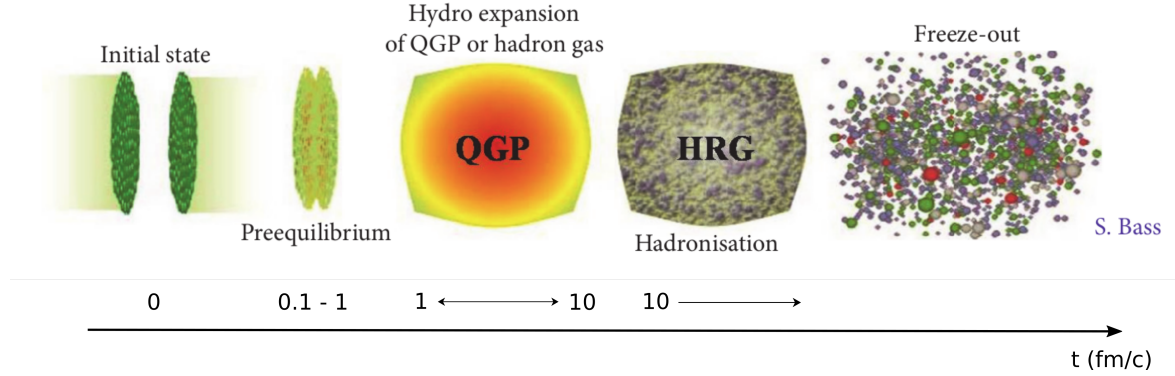 Initial state
Preequilibrium
Hydro expansion
of QGP or hadron gas
QGP
HRG
Hadronisation
Freeze-out
S. Bass
0
0.1 - 1
1
10
10
t (fm/c)